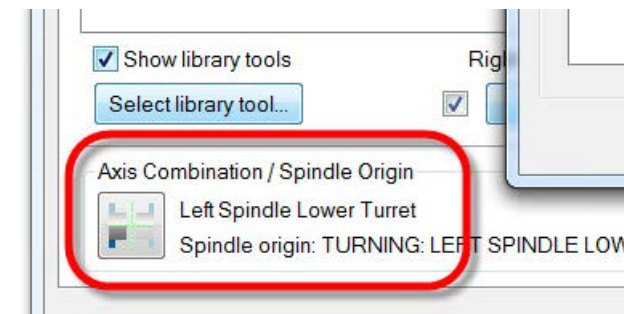 Show library tools
Select library tool...
Axis Combination / Spindle Origin
Left Spindle Lower Turret
Spindle origin: TURNING: LEFT SPINDLE